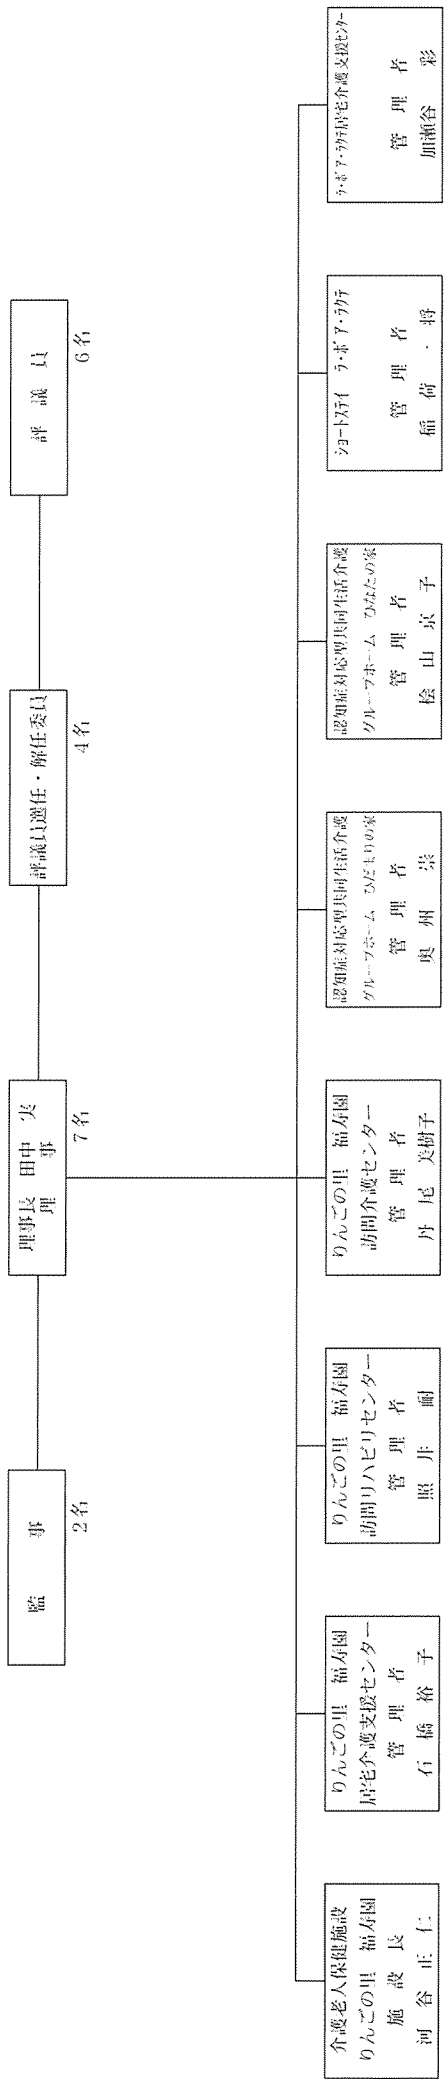 監事
2名
理事長 田中 実
理事
7名
評議員選任・解任委員
4名
評議員
6名
介護老人保健施設
りんごの里 福寿園
施設長
河谷正仁
りんごの里 福寿園
居宅介護支援センター
管理者
石橋裕子
りんごの里 福寿園
訪問リハビリセンター
管理者
照井 耐
りんごの里 福寿園
訪問介護センター
管理者
丹尾 美樹子
認知症対応型共同生活介護
グループホーム ひだまりの家
管理者
奥州 崇
認知症対応型共同生活介護
グループホーム ひなたの家
管理者
桧山京子
ショートステイ ラ・ボア・ラクテ
管理者
稲荷 将
ラ・ボア・ラクテ居宅介護支援センター
管理者
加瀬谷 彩